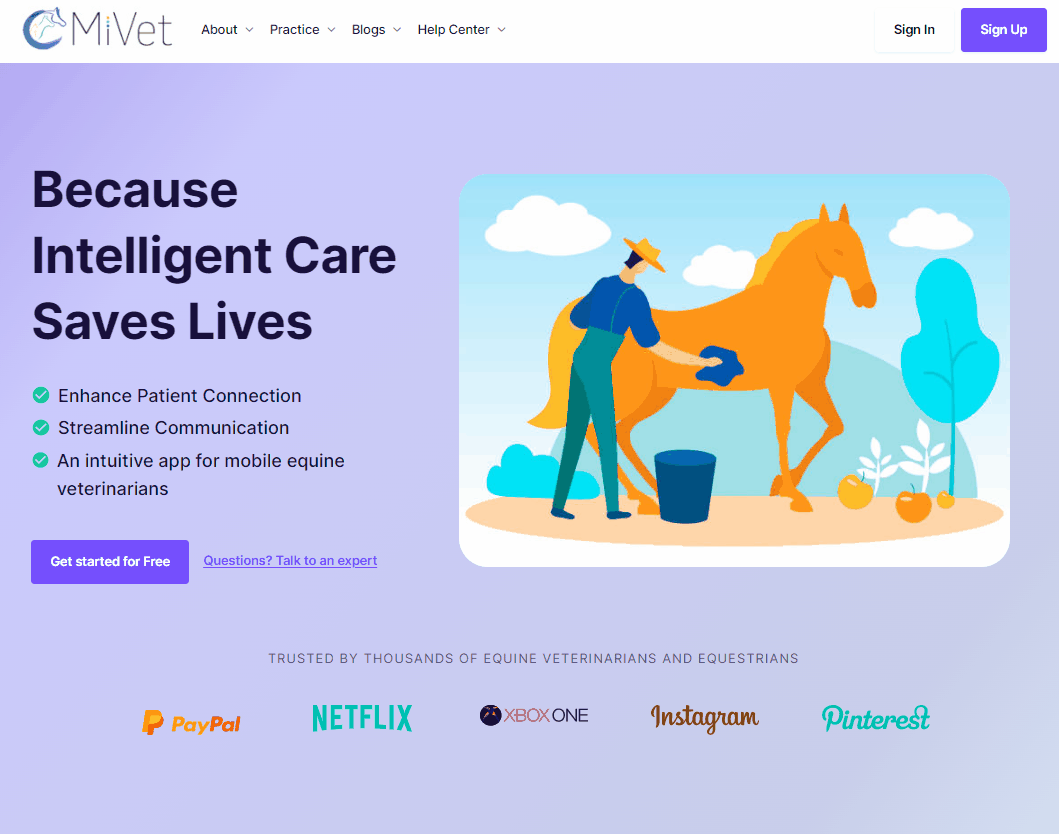 MiVet
About
Practice
Blogs
Help Center
Sign In
Sign Up
Because
Intelligent Care
Saves Lives
Enhance Patient Connection
Streamline Communication
An intuitive app for mobile equine
veterinarians
Get started for Free
Questions? Talk to an expert
TRUSTED BY THOUSANDS OF EQUINE VETERINARIANS AND EQUESTRIANS
PayPal
NETFLIX
XBOX ONE
Instagram
Pinterest